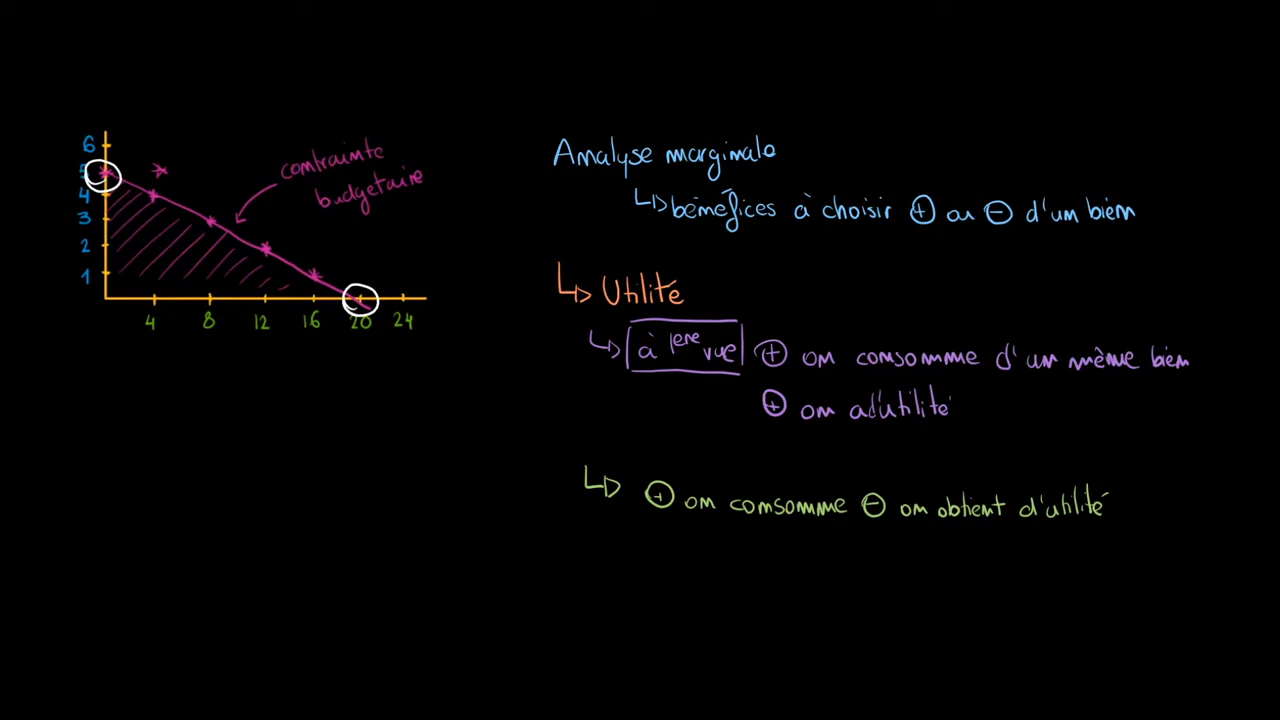 6
5
4
3
2
1
4 8 12 16 20 24
contrainte
budgetaire
Analyse marginale
↳ bénéfices à choisir ⊕ ou ⊖ d'un bien
↳ Utilité
↳ à 1ere vue ⊕ on consomme d'un même bien
⊕ on a d'utilité
↳ ⊕ on consomme ⊖ on obtient d'utilité